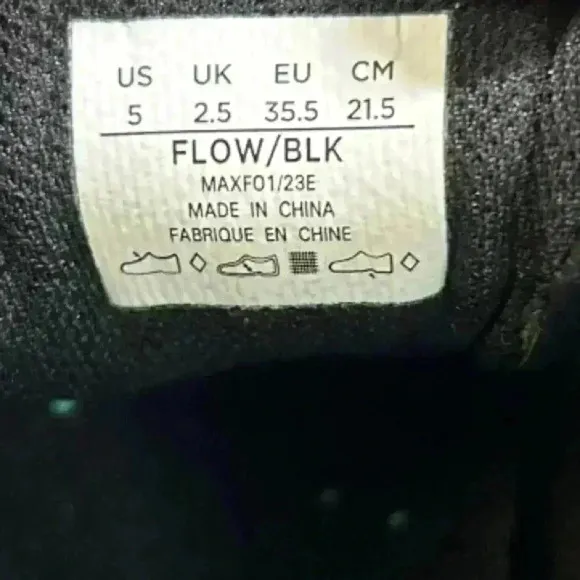 US UK EU CM
5 2.5 35.5 21.5
FLOW/BLK
MAXF01/23E
MADE IN CHINA
FABRIQUE EN CHINE